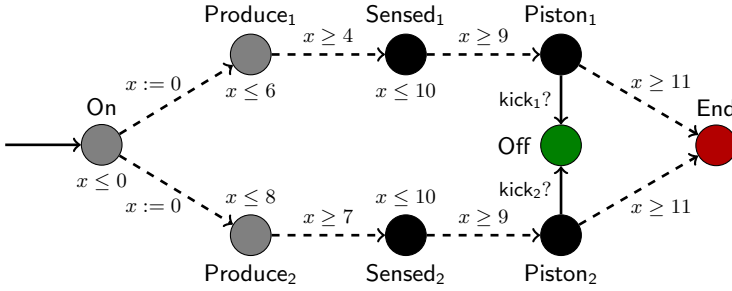 Produce₁ Sensed₁ Piston₁
x ≥ 4 x ≥ 9
x := 0 x ≤ 6 x ≤ 10 kick₁? x ≥ 11
On Off End
x ≤ 0
x := 0 x ≤ 8 x ≤ 10 kick₂? x ≥ 11
x ≥ 7 x ≥ 9
Produce₂ Sensed₂ Piston₂